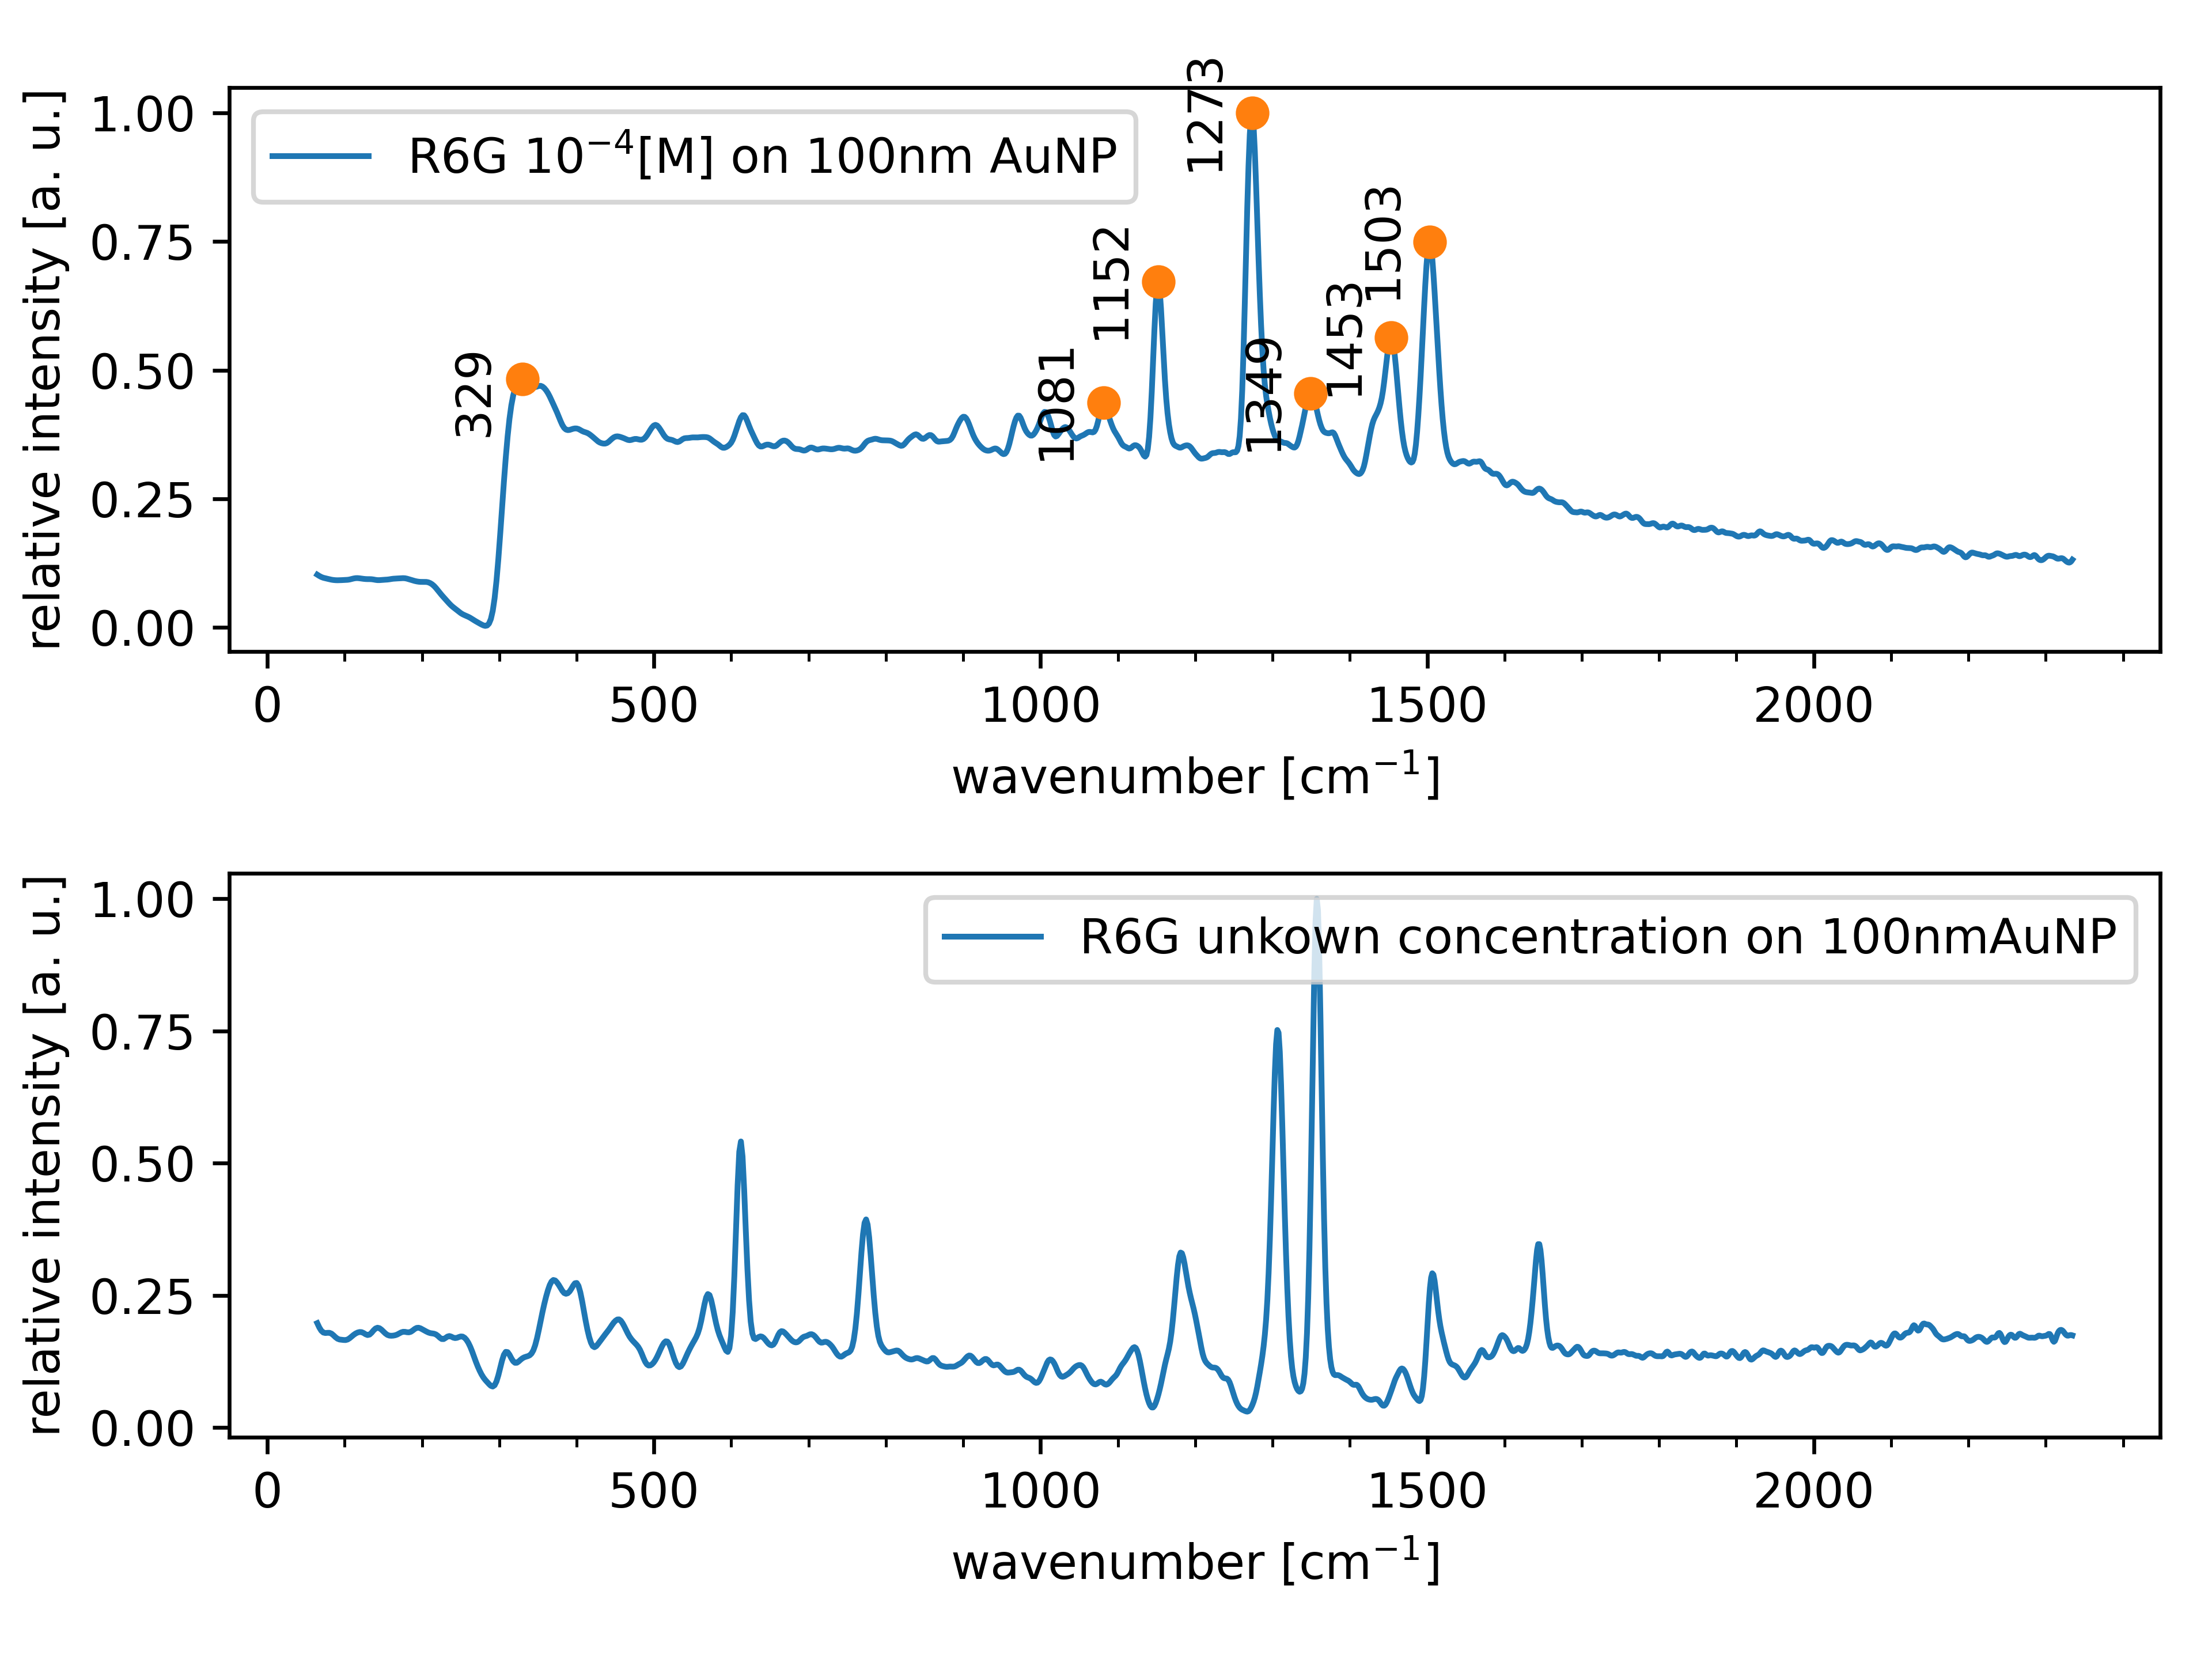 R6G 10⁻⁴[M] on 100nm AuNP
relative intensity [a. u.]
1.00
0.75
0.50
0.25
0.00
329
1081
1152
1273
1349
1453
1503
0 500 1000 1500 2000
wavenumber [cm⁻¹]
R6G unkown concentration on 100nmAuNP
relative intensity [a. u.]
1.00
0.75
0.50
0.25
0.00
0 500 1000 1500 2000
wavenumber [cm⁻¹]